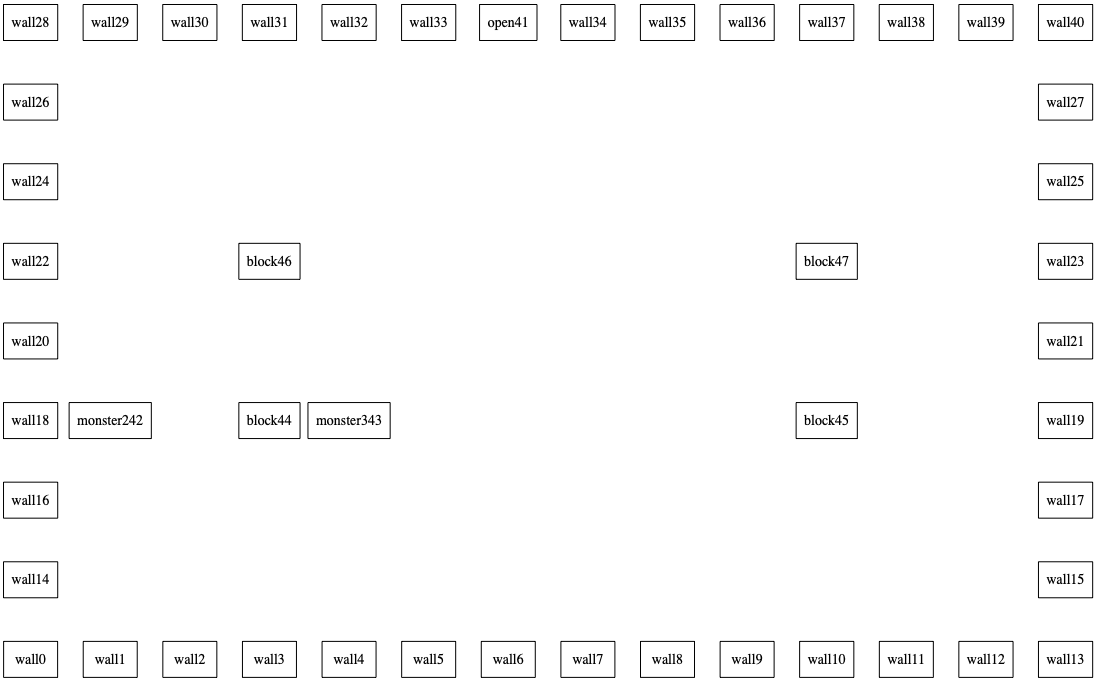 wall28 wall29 wall30 wall31 wall32 wall33 open41 wall34 wall35 wall36 wall37 wall38 wall39 wall40
wall26 wall27
wall24 wall25
wall22 block46 block47 wall23
wall20 wall21
wall18 monster242 block44 monster343 block45 wall19
wall16 wall17
wall14 wall15
wall0 wall1 wall2 wall3 wall4 wall5 wall6 wall7 wall8 wall9 wall10 wall11 wall12 wall13